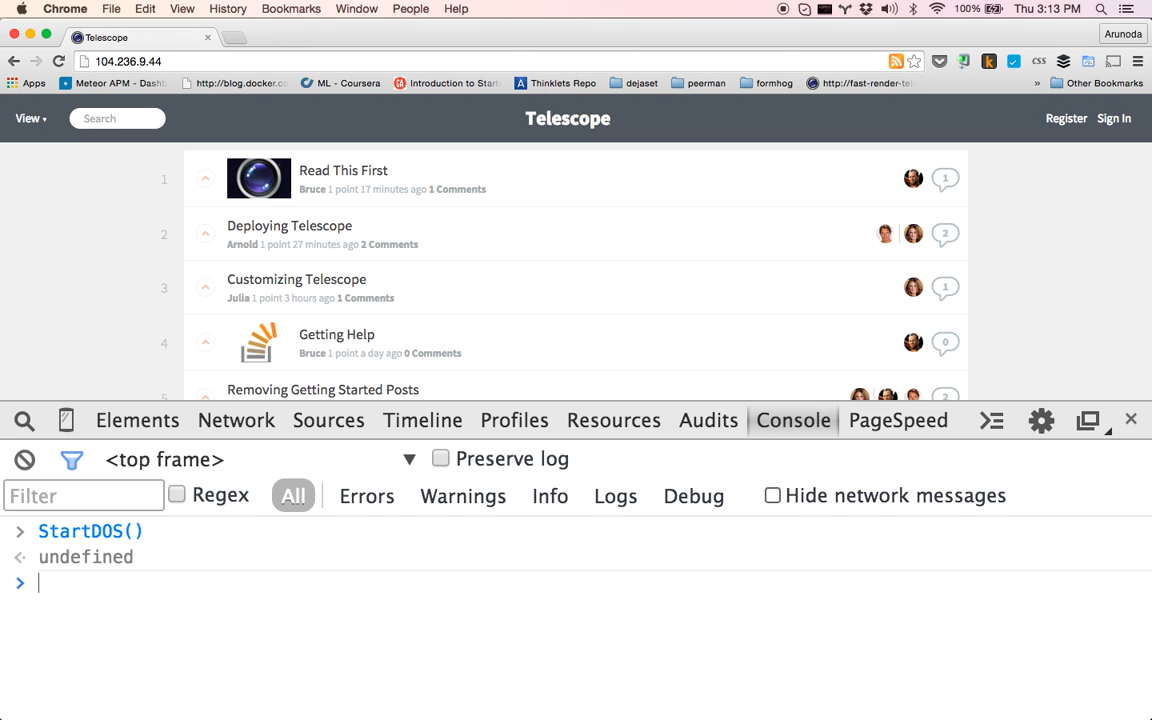 Chrome File Edit View History Bookmarks Window People Help 100% Thu 3:13 PM
Telescope × Arunoda
104.236.9.44 CSS
Apps Meteor APM - Dash http://blog.docker.c ML - Coursera Introduction to Star Thinklets Repo dejaset peerman formhog http://fast-render-tel » Other Bookmarks
View ▾ Search Telescope Register Sign In
1 Read This First 1
Bruce 1 point 17 minutes ago 1 Comments
2 Deploying Telescope 2
Arnold 1 point 27 minutes ago 2 Comments
3 Customizing Telescope 1
Julia 1 point 3 hours ago 1 Comments
4 Getting Help 0
Bruce 1 point a day ago 0 Comments
Removing Getting Started Posts
Elements Network Sources Timeline Profiles Resources Audits Console PageSpeed ×
<top frame> ▼ Preserve log
Filter Regex All Errors Warnings Info Logs Debug Hide network messages
> StartDOS()
undefined
>